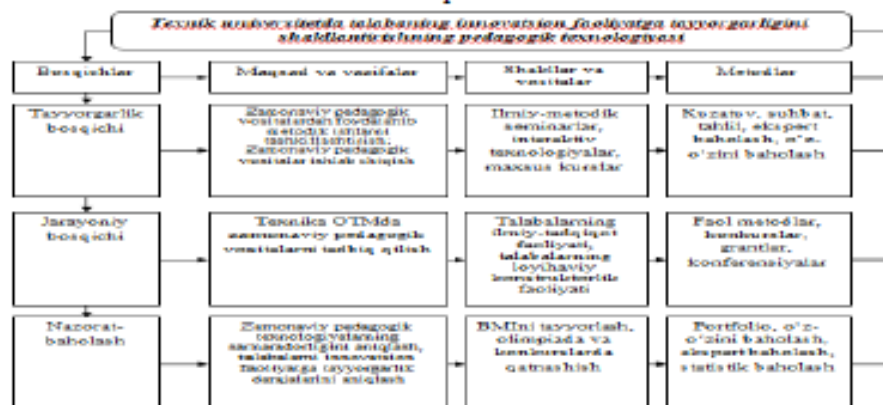 Texnik universitetda talabaning innovatsion faoliyatga tayyorgarligini
shakllantirishning pedagogik texnologiyasi
Bosqichlar
Maqsad va vazifalar
Shakllar va
vositalar
Metodlar
Tayyorgarlik
bosqichi
Zamonaviy pedagogik
vositalardan foydalanib
metodik ishlarni
tashkillashtirish.
Zamonaviy pedagogik
vositalar ishlab chiqish
Ilmiy-metodik
seminarlar,
interaktiv
texnologiyalar,
maxsus kurslar
Kuzatuv, suhbat,
tahlil, ekspert
baholash, o‘z-
o‘zini baholash
Jarayoniy
bosqichi
Texnika OTMda
zamonaviy pedagogik
vositalarni tadbiq qilish
Talabalarning
ilmiy-tadqiqot
faoliyati,
talabalarning
loyihaviy
konstruktorlik
faoliyati
Faol metodlar,
konkurslar,
grantlar,
konferensiyalar
Nazorat-
baholash
Zamonaviy pedagogik
texnologiyalarning
samaradorligini aniqlash,
talabalarni innovatsion
faoliyatga tayyorgarlik
darajalarini aniqlash
BMIni tayyorlash,
olimpiada va
konkurslarda
qatnashish
Portfolio, o‘z-
o‘zini baholash,
ekspert baholash,
statistik baholash